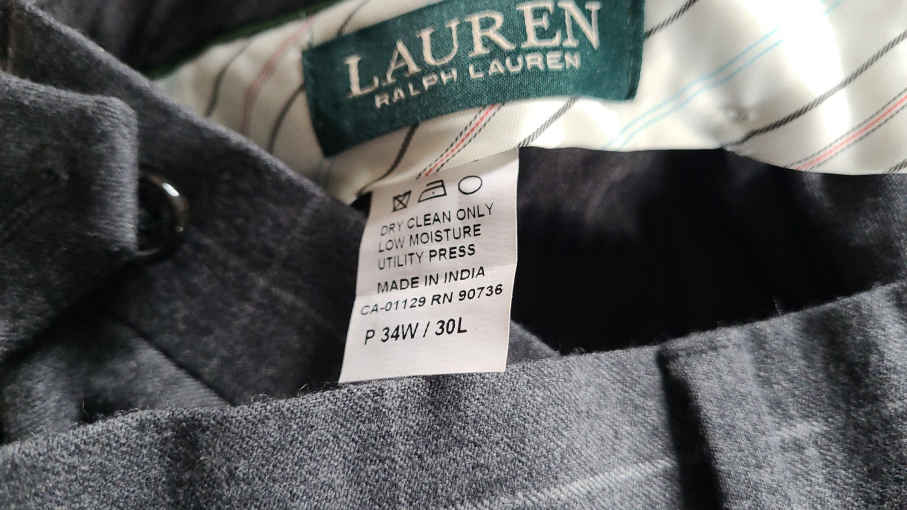 LAUREN
RALPH LAUREN
DRY CLEAN ONLY
LOW MOISTURE
UTILITY PRESS
MADE IN INDIA
CA-01129 RN 90736
P 34W / 30L